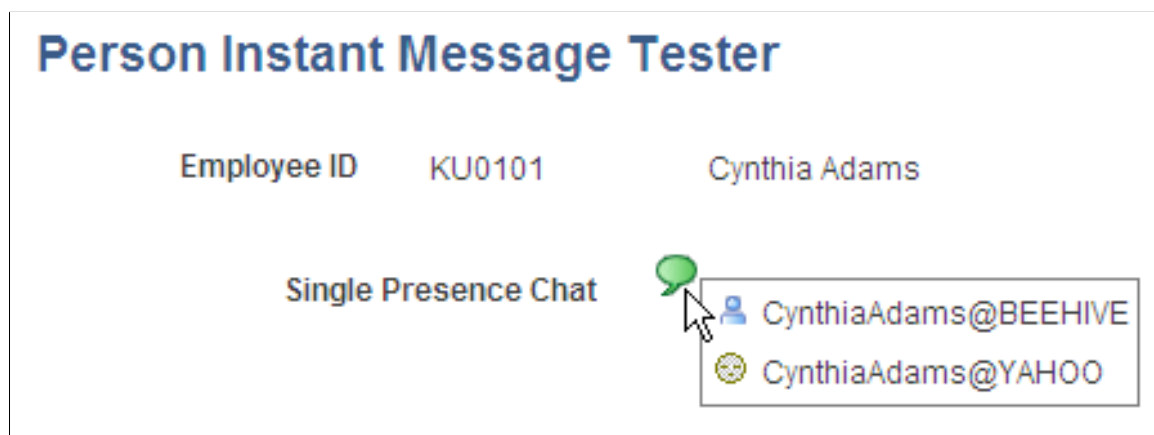 Person Instant Message Tester
Employee ID KU0101 Cynthia Adams
Single Presence Chat
CynthiaAdams@BEEHIVE
CynthiaAdams@YAHOO